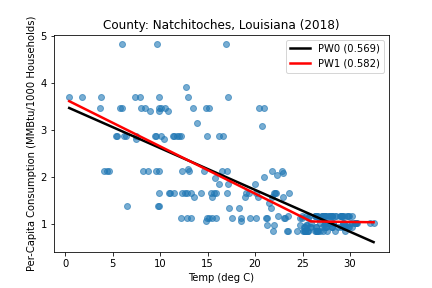 County: Natchitoches, Louisiana (2018)
PW0 (0.569)
PW1 (0.582)
Per-Capita Consumption (MMBtu/1000 Households)
5
4
3
2
1
0 5 10 15 20 25 30
Temp (deg C)